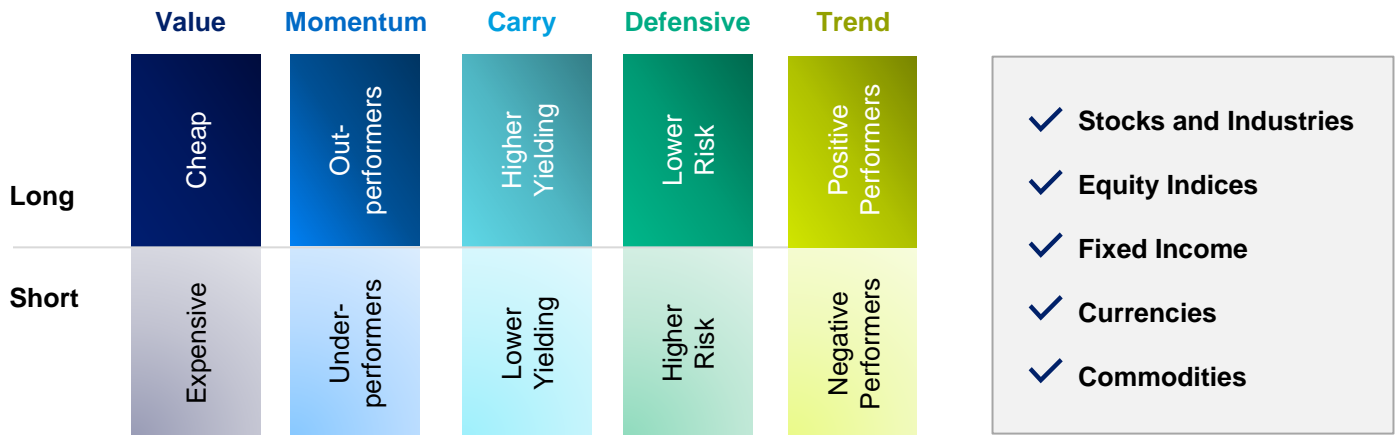 Value
Momentum
Carry
Defensive
Trend
Long
Cheap
Out-
performers
Higher
Yielding
Lower
Risk
Positive
Performers
Short
Expensive
Under-
performers
Lower
Yielding
Higher
Risk
Negative
Performers
Stocks and Industries
Equity Indices
Fixed Income
Currencies
Commodities